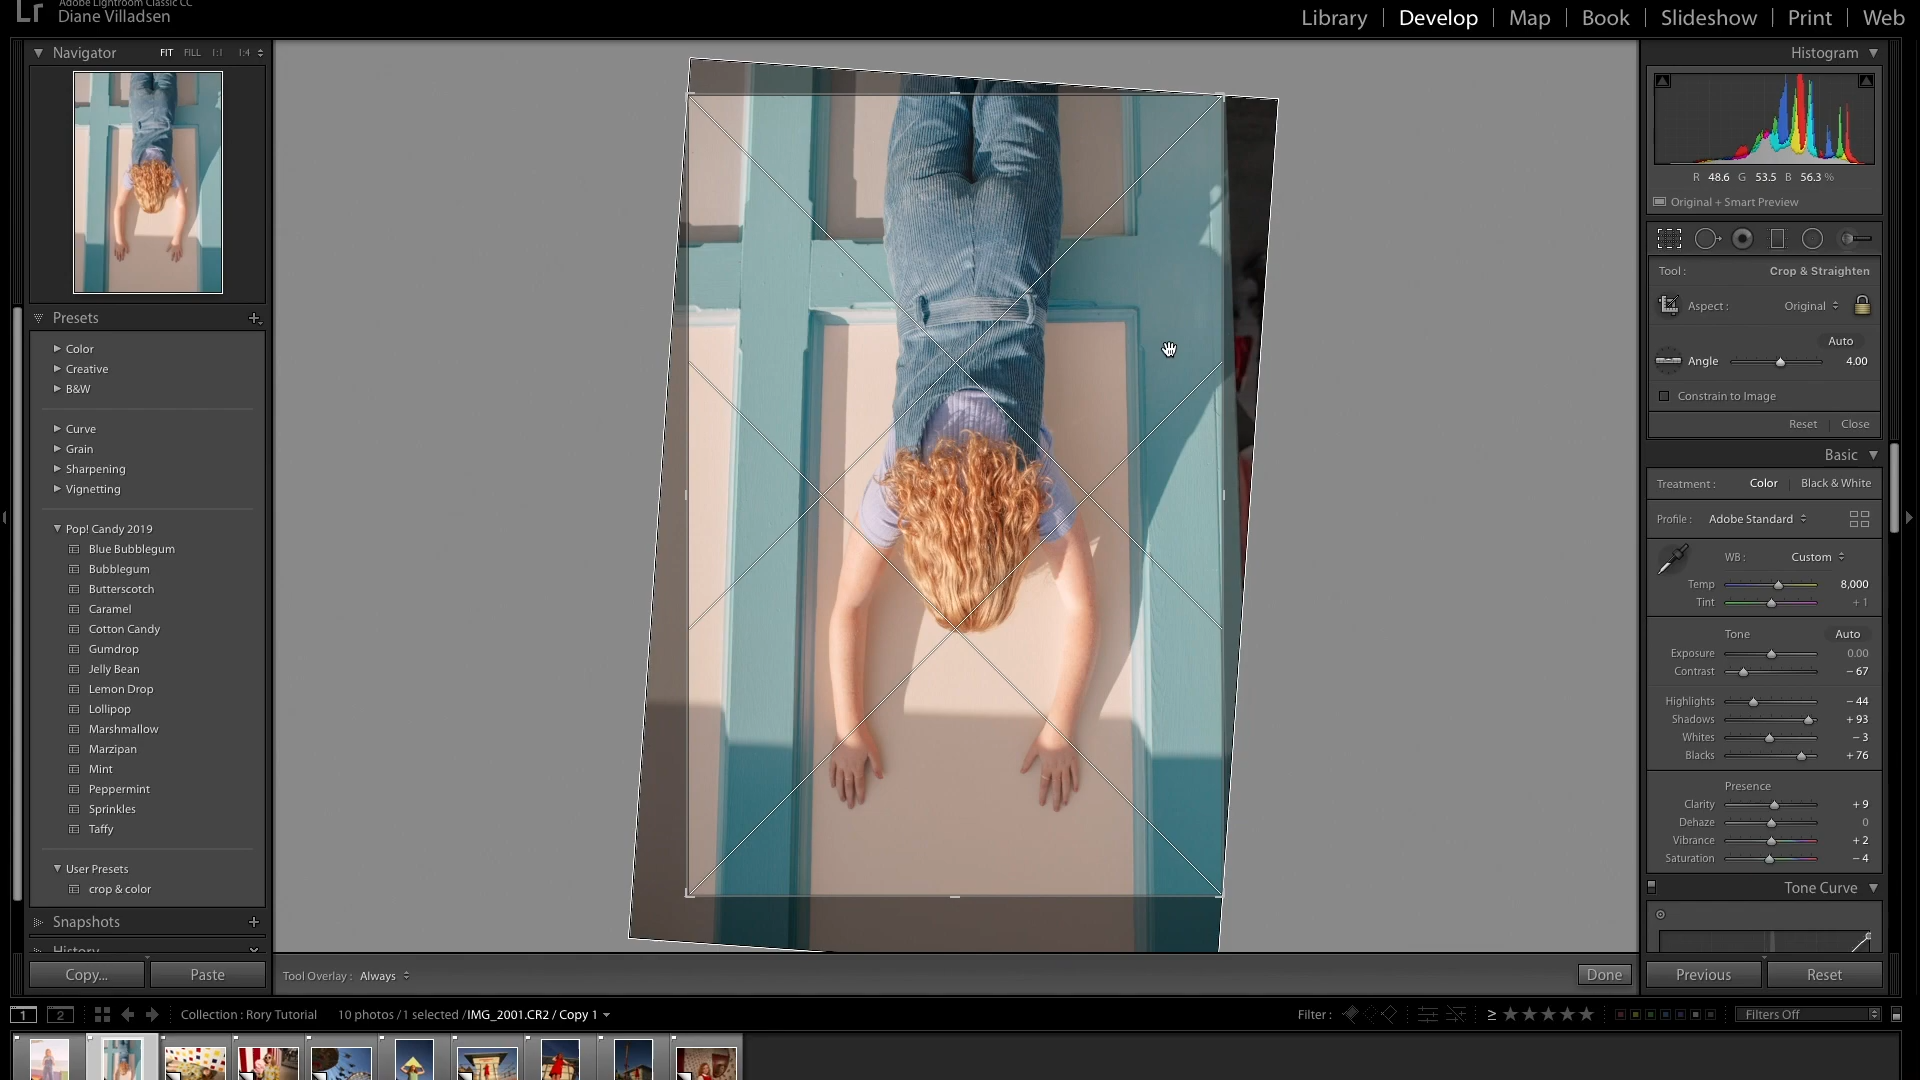 Lr
Adobe Lightroom Classic CC
Diane Villadsen
Library
Develop
Map
Book
Slideshow
Print
Web
Navigator
FIT FILL 1:1 1:4
Presets
Color
Creative
B&W
Curve
Grain
Sharpening
Vignetting
Pop! Candy 2019
Blue Bubblegum
Bubblegum
Butterscotch
Caramel
Cotton Candy
Gumdrop
Jelly Bean
Lemon Drop
Lollipop
Marshmallow
Marzipan
Mint
Peppermint
Sprinkles
Taffy
User Presets
crop & color
Snapshots
History
Copy...
Paste
Tool Overlay : Always
Done
Histogram
R 48.6 G 53.5 B 56.3 %
Original + Smart Preview
Tool : Crop & Straighten
Aspect : Original
Auto
Angle 4.00
Constrain to Image
Reset Close
Basic
Treatment : Color Black & White
Profile : Adobe Standard
WB : Custom
Temp 8,000
Tint + 1
Tone Auto
Exposure 0.00
Contrast − 67
Highlights − 44
Shadows + 93
Whites − 3
Blacks + 76
Presence
Clarity + 9
Dehaze 0
Vibrance + 2
Saturation − 4
Tone Curve
Previous
Reset
1
2
Collection : Rory Tutorial
10 photos / 1 selected / IMG_2001.CR2 / Copy 1
Filter :
≥
Filters Off